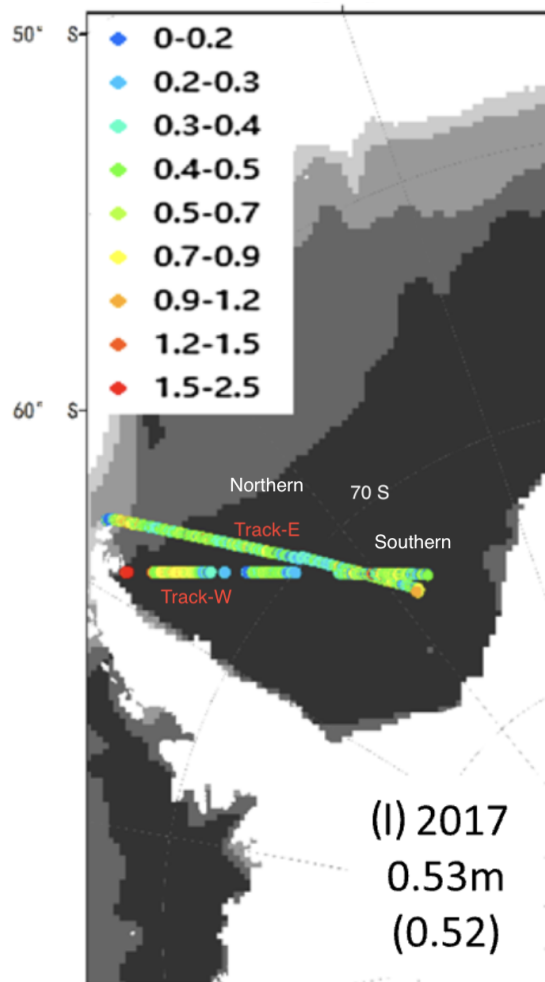 50° S
0-0.2
0.2-0.3
0.3-0.4
0.4-0.5
0.5-0.7
0.7-0.9
0.9-1.2
1.2-1.5
1.5-2.5
60° S
Northern
70 S
Track-E
Southern
Track-W
(l) 2017
0.53m
(0.52)